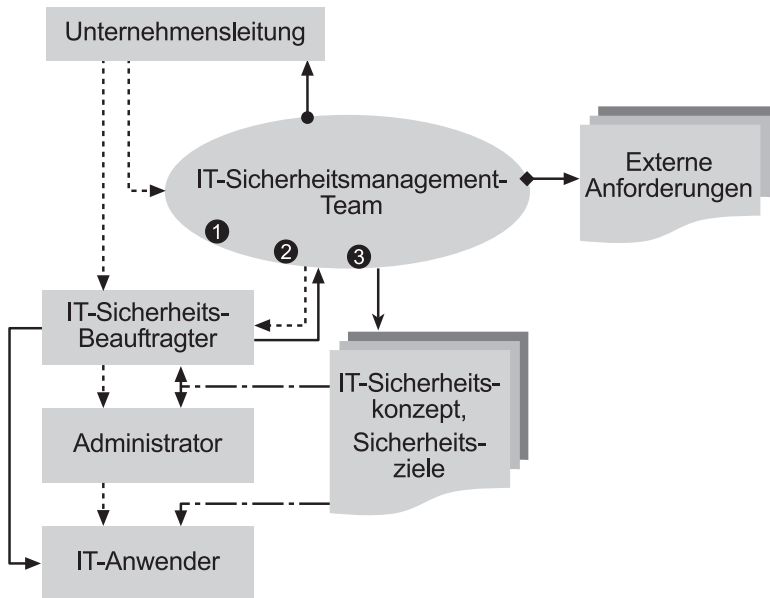 Unternehmensleitung
IT-Sicherheitsmanagement-
Team
Externe
Anforderungen
1
2
3
IT-Sicherheits-
Beauftragter
IT-Sicherheits-
konzept,
Sicherheits-
ziele
Administrator
IT-Anwender